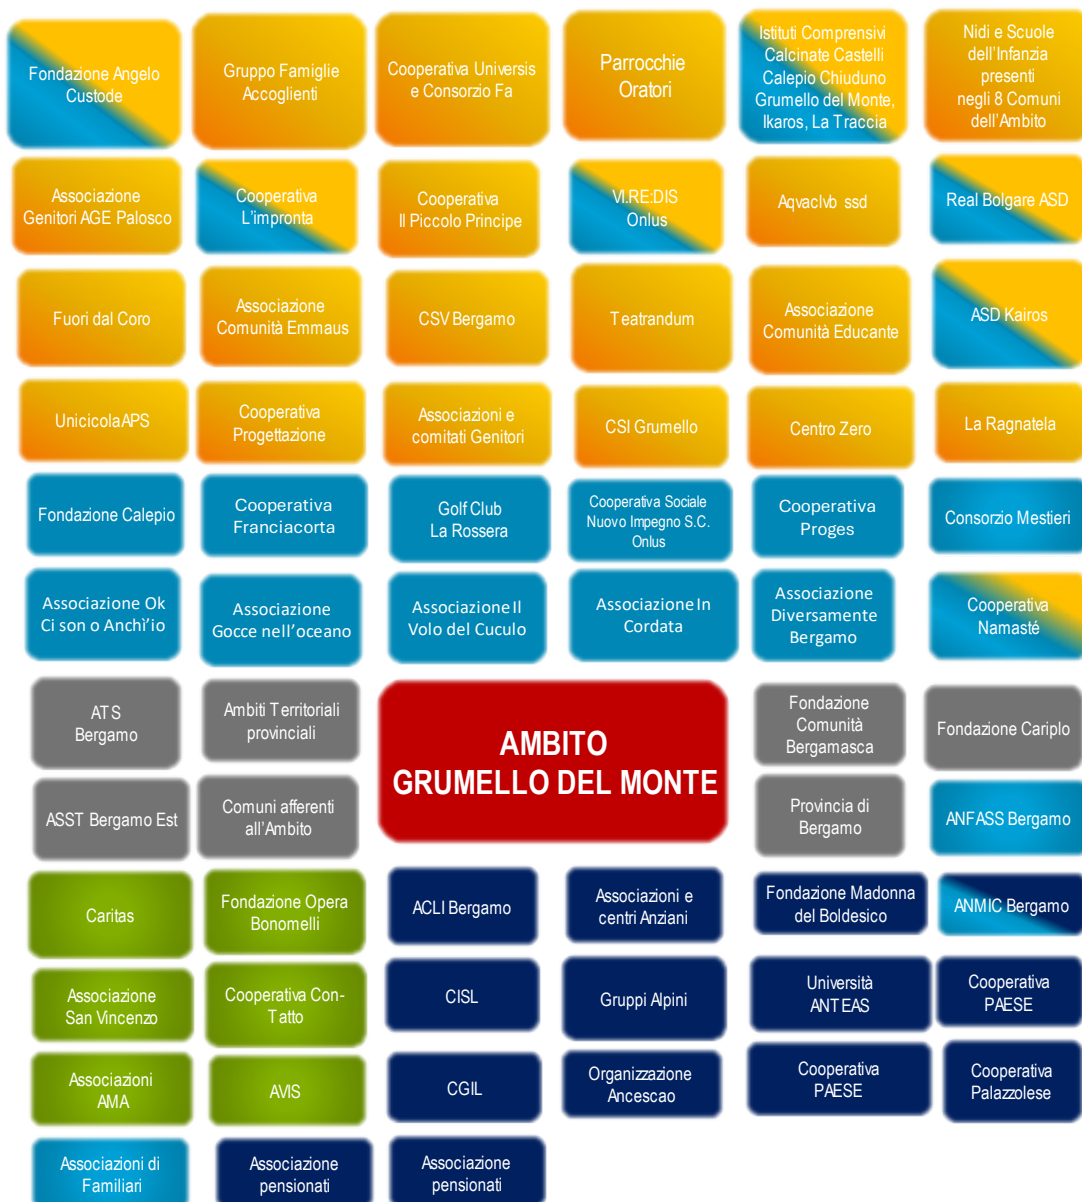 Fondazione Angelo
Custode
Gruppo Famiglie
Accoglienti
Cooperativa Universis
e Consorzio Fa
Parrocchie
Oratori
Istituti Comprensivi
Calcinate Castelli
Calepio Chiuduno
Grumello del Monte,
Ikaros, La Traccia
Nidi e Scuole
dell'Infanzia
presenti
negli 8 Comuni
dell'Ambito
Associazione
Genitori AGE Palosco
Cooperativa
L'impronta
Cooperativa
Il Piccolo Principe
VI.RE:DIS
Onlus
Aqvaclvb ssd
Real Bolgare ASD
Fuori dal Coro
Associazione
Comunità Emmaus
CSV Bergamo
Teatrandum
Associazione
Comunità Educante
ASD Kairos
Unicicola APS
Cooperativa
Progettazione
Associazioni e
comitati Genitori
CSI Grumello
Centro Zero
La Ragnatela
Fondazione Calepio
Cooperativa
Franciacorta
Golf Club
La Rossera
Cooperativa Sociale
Nuovo Impegno S.C.
Onlus
Cooperativa
Proges
Consorzio Mestieri
Associazione Ok
Ci son o Anchì'io
Associazione
Gocce nell'oceano
Associazione Il
Volo del Cuculo
Associazione In
Cordata
Associazione
Diversamente
Bergamo
Cooperativa
Namasté
ATS
Bergamo
Ambiti Territoriali
provinciali
AMBITO
GRUMELLO DEL MONTE
Fondazione
Comunità
Bergamasca
Fondazione Cariplo
ASST Bergamo Est
Comuni afferenti
all'Ambito
Provincia di
Bergamo
ANFASS Bergamo
Caritas
Fondazione Opera
Bonomelli
ACLI Bergamo
Associazioni e
centri Anziani
Fondazione Madonna
del Boldesico
ANMIC Bergamo
Associazione
San Vincenzo
Cooperativa Con-
Tatto
CISL
Gruppi Alpini
Università
ANTEAS
Cooperativa
PAESE
Associazioni
AMA
AVIS
CGIL
Organizzazione
Ancescao
Cooperativa
PAESE
Cooperativa
Palazzolese
Associazioni di
Familiari
Associazione
pensionati
Associazione
pensionati